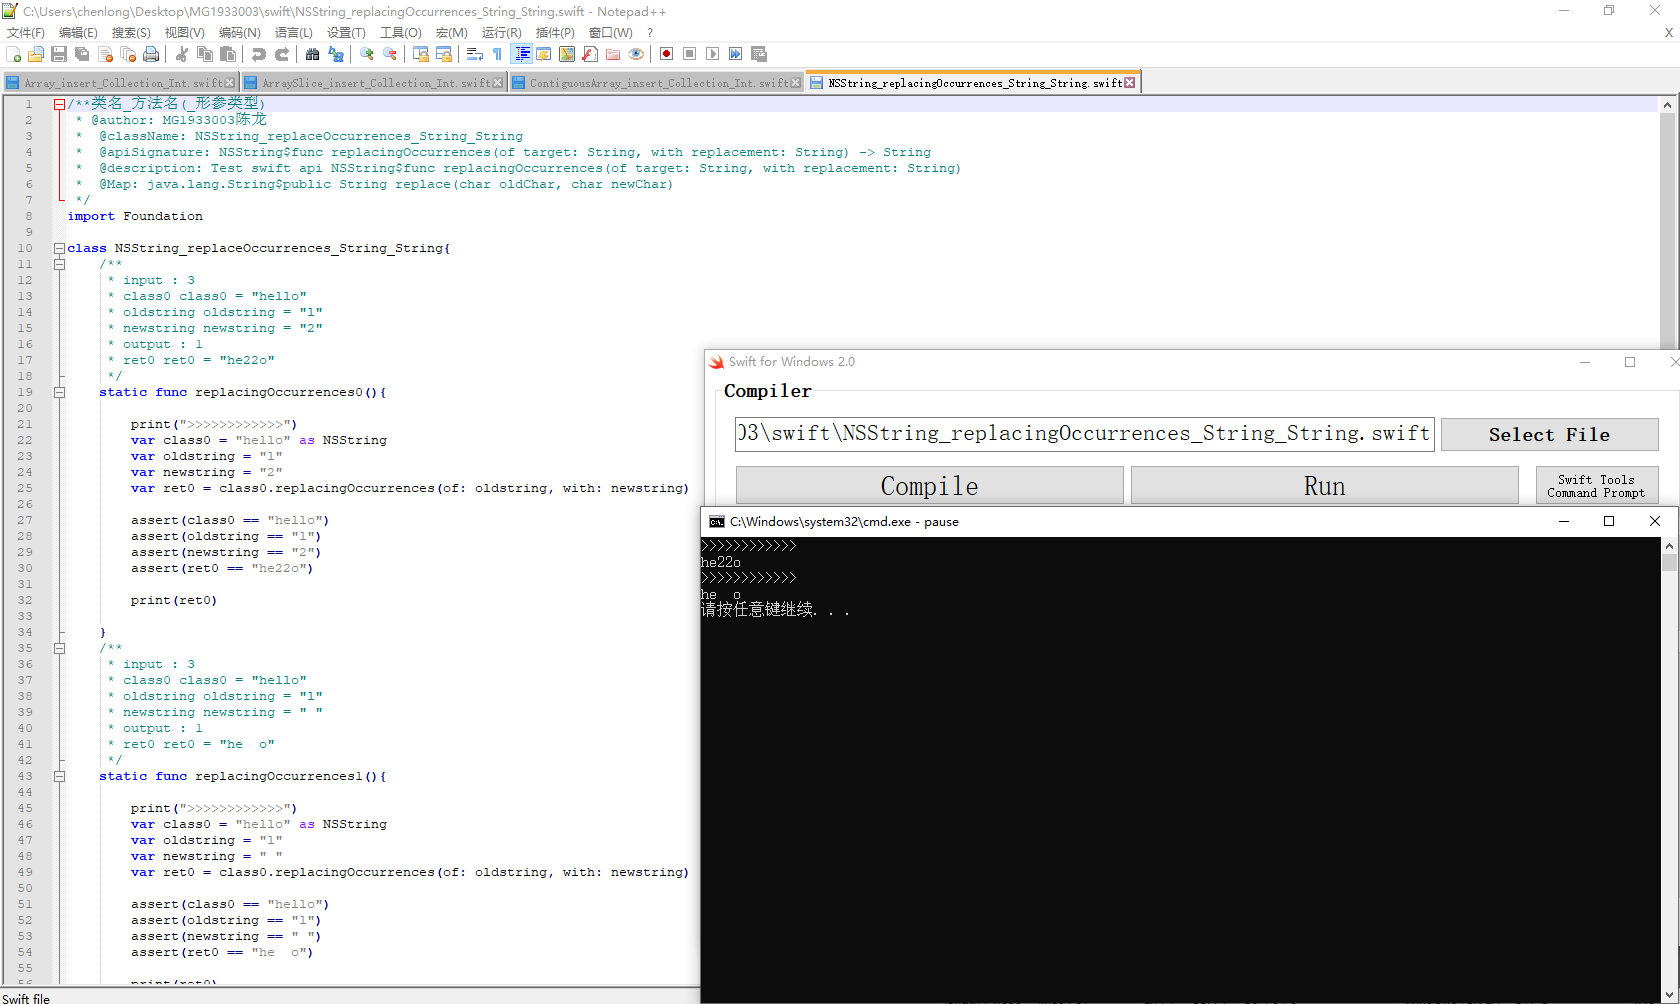 C:\Users\chenlong\Desktop\MG1933003\swift\NSString_replacingOccurrences_String_String.swift - Notepad++
文件(F) 编辑(E) 搜索(S) 视图(V) 编码(N) 语言(L) 设置(T) 工具(O) 宏(M) 运行(R) 插件(P) 窗口(W) ? X
Array_insert_Collection_Int.swift ArraySlice_insert_Collection_Int.swift ContiguousArray_insert_Collection_Int.swift NSString_replacingOccurrences_String_String.swift
1 /**类名_方法名(_形参类型)
2 * @author: MG1933003陈龙
3 * @className: NSString_replaceOccurrences_String_String
4 * @apiSignature: NSString$func replacingOccurrences(of target: String, with replacement: String) -> String
5 * @description: Test swift api NSString$func replacingOccurrences(of target: String, with replacement: String)
6 * @Map: java.lang.String$public String replace(char oldChar, char newChar)
7 */
8 import Foundation
9
10 class NSString_replaceOccurrences_String_String{
11 /**
12 * input : 3
13 * class0 class0 = "hello"
14 * oldstring oldstring = "l"
15 * newstring newstring = "2"
16 * output : 1
17 * ret0 ret0 = "he22o"
18 */
19 static func replacingOccurrences0(){
20
21 print(">>>>>>>>>>>>")
22 var class0 = "hello" as NSString
23 var oldstring = "l"
24 var newstring = "2"
25 var ret0 = class0.replacingOccurrences(of: oldstring, with: newstring)
26
27 assert(class0 == "hello")
28 assert(oldstring == "l")
29 assert(newstring == "2")
30 assert(ret0 == "he22o")
31
32 print(ret0)
33
34 }
35 /**
36 * input : 3
37 * class0 class0 = "hello"
38 * oldstring oldstring = "l"
39 * newstring newstring = " "
40 * output : 1
41 * ret0 ret0 = "he  o"
42 */
43 static func replacingOccurrences1(){
44
45 print(">>>>>>>>>>>>")
46 var class0 = "hello" as NSString
47 var oldstring = "l"
48 var newstring = " "
49 var ret0 = class0.replacingOccurrences(of: oldstring, with: newstring)
50
51 assert(class0 == "hello")
52 assert(oldstring == "l")
53 assert(newstring == " ")
54 assert(ret0 == "he  o")
55
56 print(ret0)
Swift file
Swift for Windows 2.0
Compiler
03\swift\NSString_replacingOccurrences_String_String.swift Select File
Compile Run Swift Tools
Command Prompt
C:\Windows\system32\cmd.exe - pause
>>>>>>>>>>>>
he22o
>>>>>>>>>>>>
he  o
请按任意键继续. . .